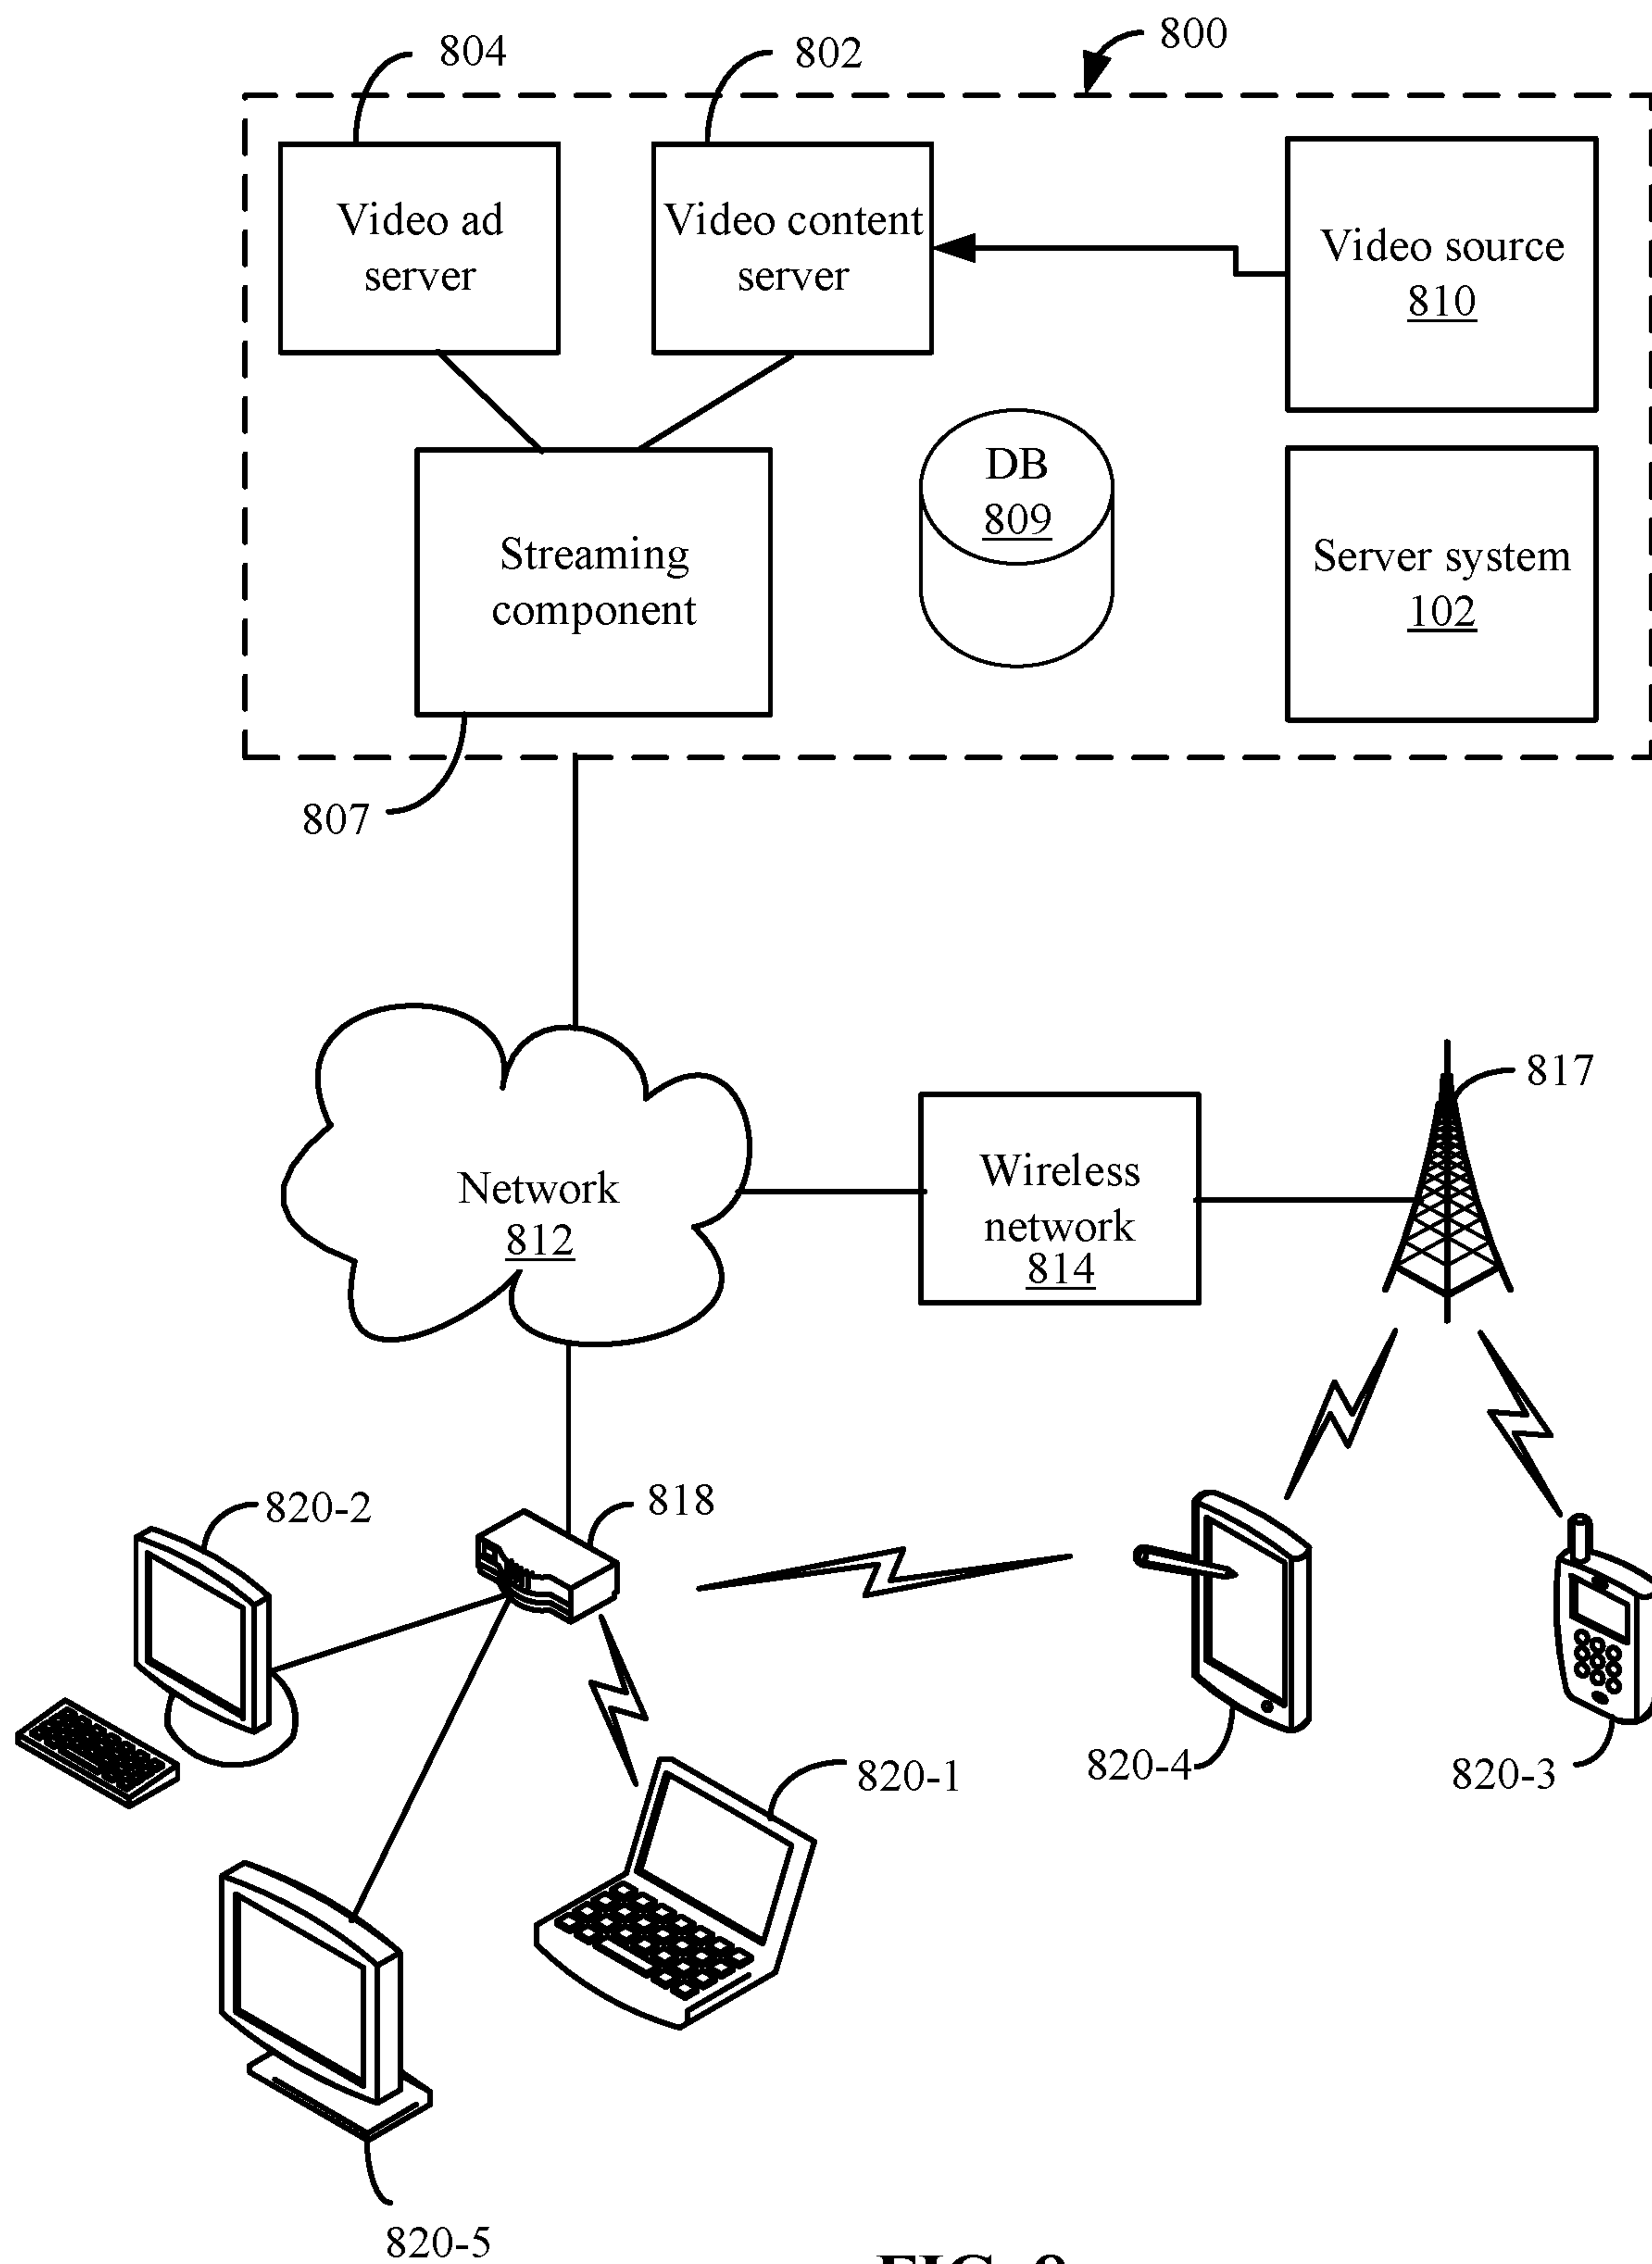 800
804
802
Video ad
server
Video content
server
Video source
810
DB
809
Streaming
component
Server system
102
807
817
Network
812
Wireless
network
814
820-2
818
820-1
820-4
820-3
820-5